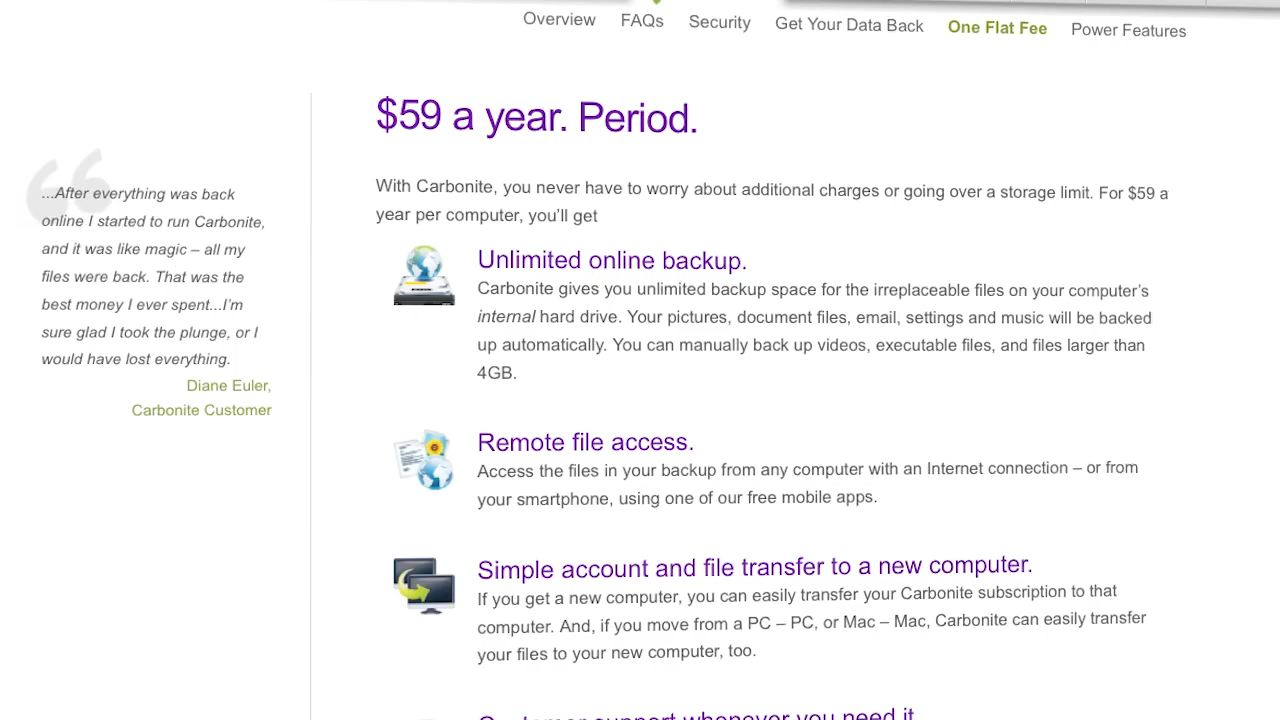 Overview FAQs Security Get Your Data Back One Flat Fee Power Features
$59 a year. Period.
...After everything was back
online I started to run Carbonite,
and it was like magic – all my
files were back. That was the
best money I ever spent...I'm
sure glad I took the plunge, or I
would have lost everything.
Diane Euler,
Carbonite Customer
With Carbonite, you never have to worry about additional charges or going over a storage limit. For $59 a
year per computer, you'll get
Unlimited online backup.
Carbonite gives you unlimited backup space for the irreplaceable files on your computer's
internal hard drive. Your pictures, document files, email, settings and music will be backed
up automatically. You can manually back up videos, executable files, and files larger than
4GB.
Remote file access.
Access the files in your backup from any computer with an Internet connection – or from
your smartphone, using one of our free mobile apps.
Simple account and file transfer to a new computer.
If you get a new computer, you can easily transfer your Carbonite subscription to that
computer. And, if you move from a PC – PC, or Mac – Mac, Carbonite can easily transfer
your files to your new computer, too.
Customer support whenever you need it